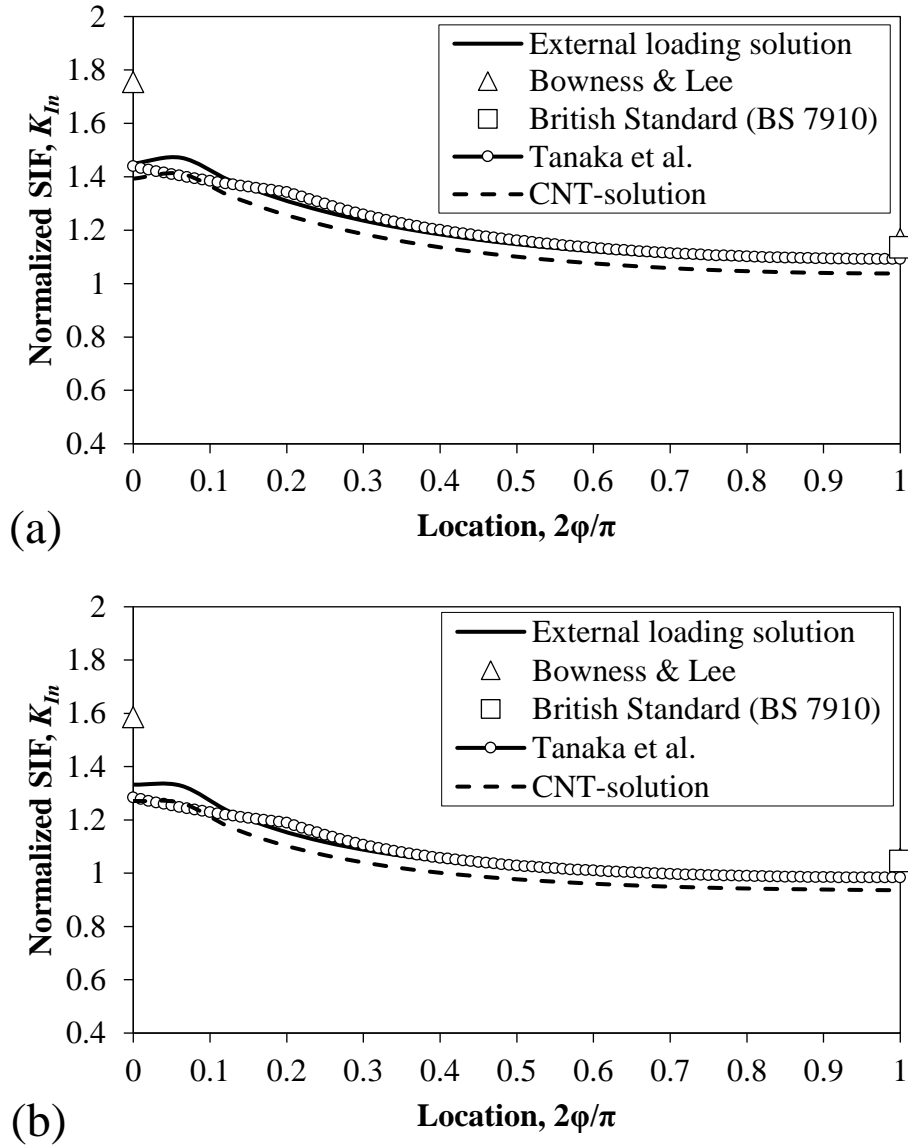 2
1.8
1.6
1.4
1.2
1
0.8
0.6
0.4
Normalized SIF, K_In
External loading solution
Bowness & Lee
British Standard (BS 7910)
Tanaka et al.
CNT-solution
0 0.1 0.2 0.3 0.4 0.5 0.6 0.7 0.8 0.9 1
Location, 2φ/π
(a)
2
1.8
1.6
1.4
1.2
1
0.8
0.6
0.4
Normalized SIF, K_In
External loading solution
Bowness & Lee
British Standard (BS 7910)
Tanaka et al.
CNT-solution
0 0.1 0.2 0.3 0.4 0.5 0.6 0.7 0.8 0.9 1
Location, 2φ/π
(b)